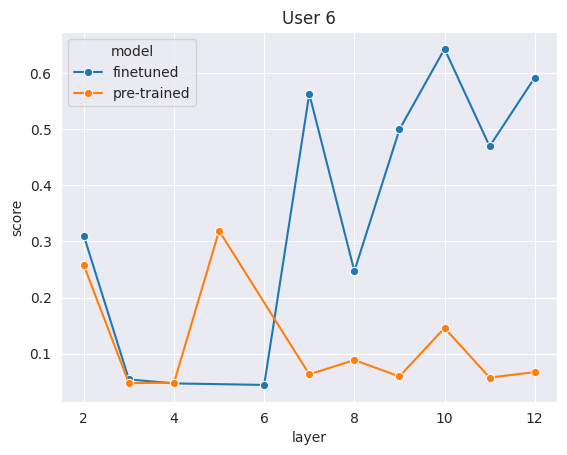 User 6
model
finetuned
pre-trained
score
0.6
0.5
0.4
0.3
0.2
0.1
2 4 6 8 10 12
layer